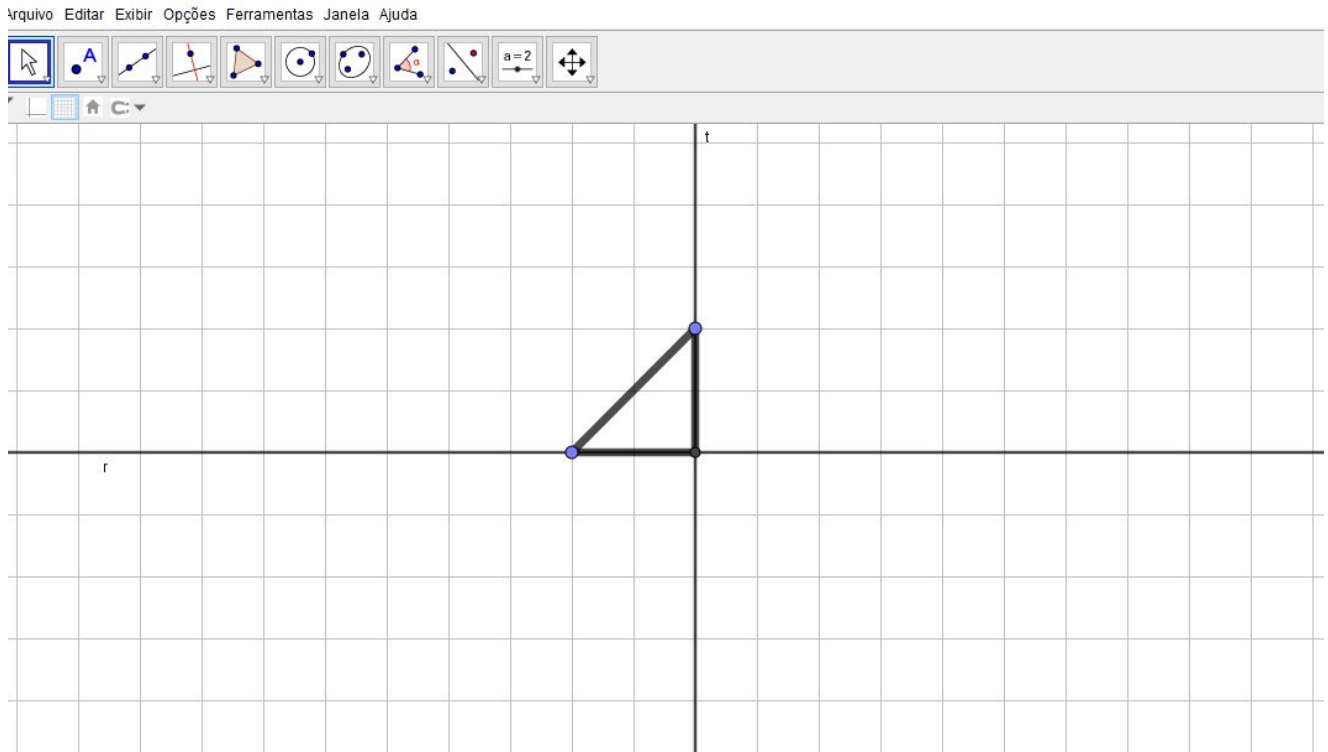 Arquivo Editar Exibir Opções Ferramentas Janela Ajuda
A
α
a=2
t
r